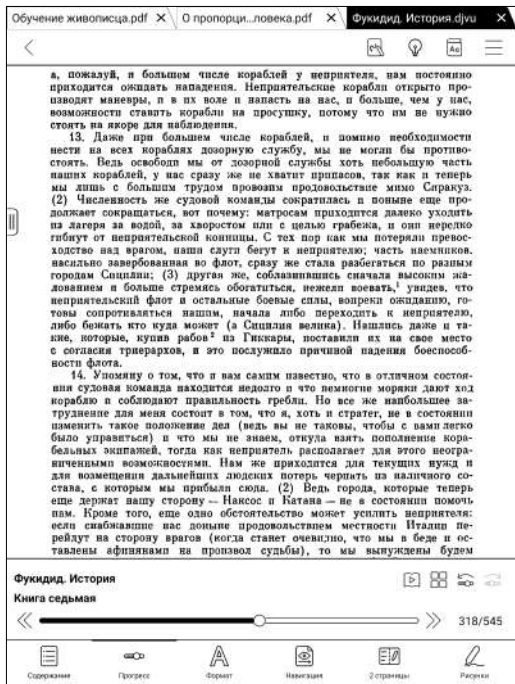 Обучение живописца.pdf X О пропорци...ловека.pdf X Фукидид. История.djvu X
а, пожалуй, и большем числе кораблей у неприятеля, нам постоянно
приходится ожидать нападения. Неприятельские корабли открыто про-
изводят маневры, и в их воле и напасть на нас, и больше, чем у нас,
возможности ставить корабли на просушку, потому что им не нужно
стоять на якоре для наблюдения.
13. Даже при большем числе кораблей, и помимо необходимости
нести на всех кораблях дозорную службу, мы не могли бы противо-
стоять. Ведь освободи мы от дозорной службы хоть небольшую часть
наших кораблей, у нас сразу же не хватит припасов, так как и теперь
мы лишь с большим трудом провозим продовольствие мимо Сиракуз.
(2) Численность же судовой команды сократилась и поныне еще про-
должает сокращаться, вот почему: матросам приходится далеко уходить
из лагеря за водой, за хворостом или с целью грабежа, и они нередко
гибнут от неприятельской конницы. С тех пор как мы потеряли превос-
ходство над врагом, наши слуги бегут к неприятелю; часть наемников,
насильно завербованная во флот, сразу же стала разбегаться по разным
городам Сицилии; (3) другая же, соблазнившись сначала высоким жа-
лованием и больше стремясь обогатиться, нежели воевать,¹ увидев, что
неприятельский флот и остальные боевые силы, вопреки ожиданию, го-
товы сопротивляться нашим, начала либо переходить к неприятелю,
либо бежать кто куда может (а Сицилия велика). Нашлись даже и та-
кие, которые, купив рабов² из Гиккары, поставили их на свое место
с согласия триерархов, и это послужило причиной падения боеспособ-
ности флота.
14. Упомяну о том, что и вам самим известно, что в отличном состоя-
нии судовая команда находится недолго и что немногие моряки дают ход
кораблю и соблюдают правильность гребли. Но все же наибольшее за-
труднение для меня состоит в том, что я, хоть и стратег, не в состоянии
изменить такое положение дел (ведь вы не таковы, чтобы с вами легко
было управиться) и что мы не знаем, откуда взять пополнение кора-
бельных экипажей, тогда как неприятель располагает для этого неогра-
ниченными возможностями. Нам же приходится для текущих нужд и
для возмещения дальнейших людских потерь черпать из наличного со-
става, с которым мы прибыли сюда. (2) Ведь города, которые теперь
еще держат нашу сторону — Наксос и Катана — не в состоянии помочь
нам. Кроме того, еще одно обстоятельство может усилить неприятеля:
если снабжавшие нас доныне продовольствием местности Италии пе-
рейдут на сторону врагов (когда станет очевидно, что мы в беде и ос-
тавлены афинянами на произвол судьбы), то мы вынуждены будем
Фукидид. История
Книга седьмая
318/545
Содержание Прогресс Формат Навигация 2 страницы Рисунки